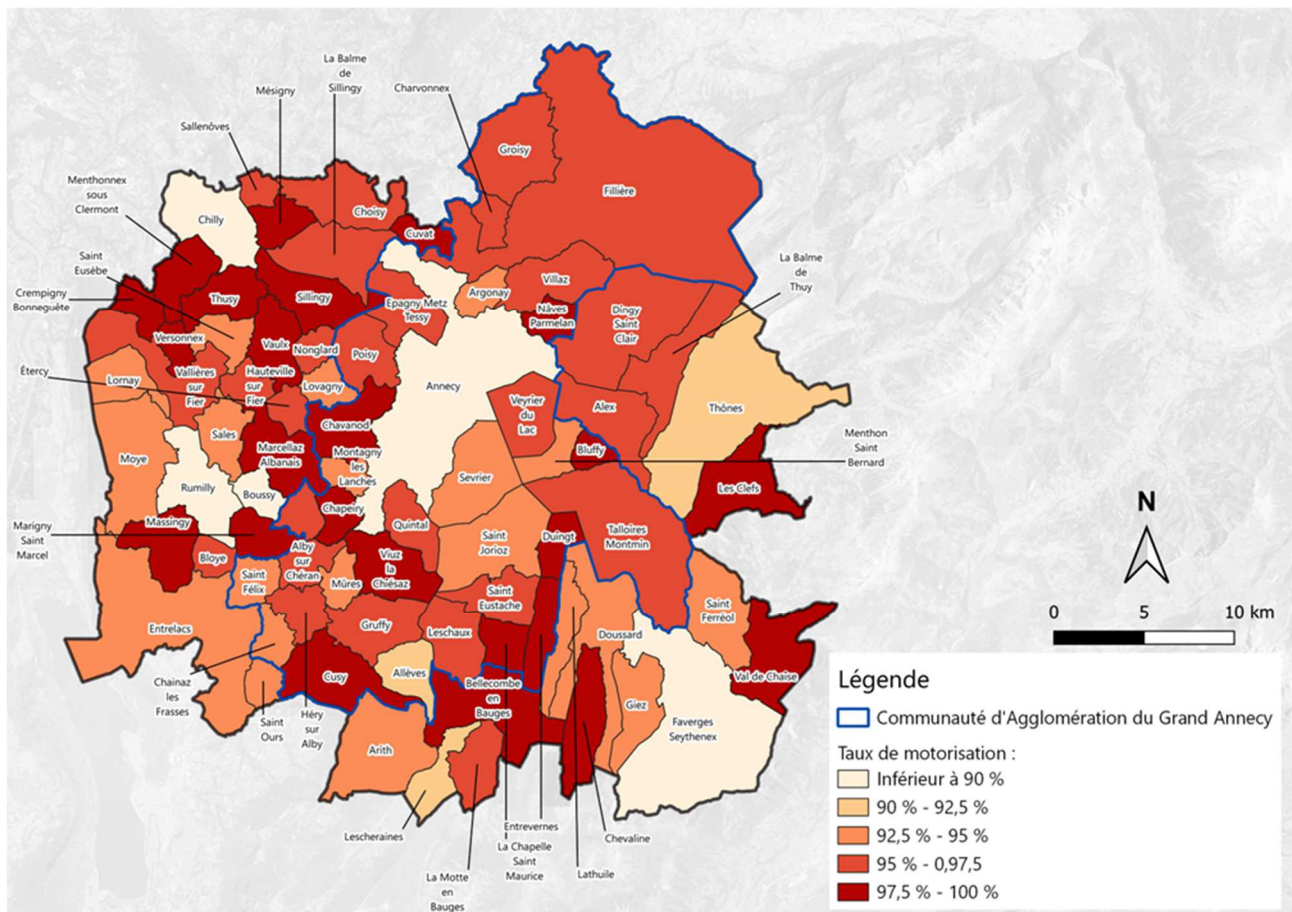 La Balme
de
Sillingy
Mésigny
Charvonnex
Sallenôves
Groisy
Menthonnex
sous
Clermont
Fillière
Choisy
Chilly
Cuvat
Saint
Eusèbe
La Balme
de
Thuy
Crempigny
Bonneguête
Thusy
Sillingy
Villaz
Argonay
Epagny Metz
Tessy
Nâves
Parmelan
Dingy
Saint
Clair
Versonnex
Vaulx
Nonglard
Poisy
Étercy
Vallières
sur
Fier
Hauteville
sur
Fier
Lornay
Lovagny
Annecy
Thônes
Veyrier
du
Lac
Alex
Chavanod
Sales
Menthon
Saint
Bernard
Marcellaz
Albanais
Montagny
les
Lanches
Bluffy
Moye
Sevrier
Les Clefs
Rumilly
Boussy
Chapeiry
Quintal
Marigny
Saint
Marcel
Massingy
Saint
Jorioz
Duingt
Talloires
Montmin
Bloye
Alby
sur
Chéran
Viuz
la
Chiésaz
Saint
Félix
Mûres
Saint
Eustache
Saint
Ferréol
Entrelacs
Gruffy
Leschaux
Doussard
Chainaz
les
Frasses
Cusy
Allèves
Bellecombe
en
Bauges
Val de Chaise
Giez
Faverges
Seythenex
Saint
Ours
Héry
sur
Alby
Arith
Lescheraines
La Motte
en
Bauges
Entrevernes
La Chapelle
Saint
Maurice
Lathuile
Chevaline
N
0 5 10 km
Légende
Communauté d'Agglomération du Grand Annecy
Taux de motorisation :
Inférieur à 90 %
90 % - 92,5 %
92,5 % - 95 %
95 % - 0,97,5
97,5 % - 100 %